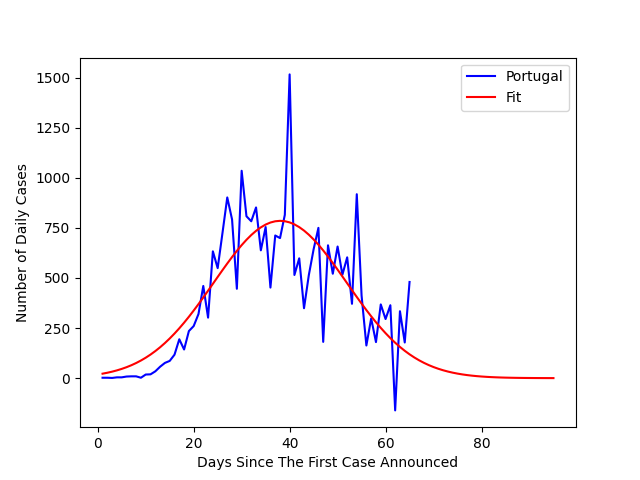 Portugal
Fit
1500
1250
1000
750
500
250
0
Number of Daily Cases
0 20 40 60 80
Days Since The First Case Announced